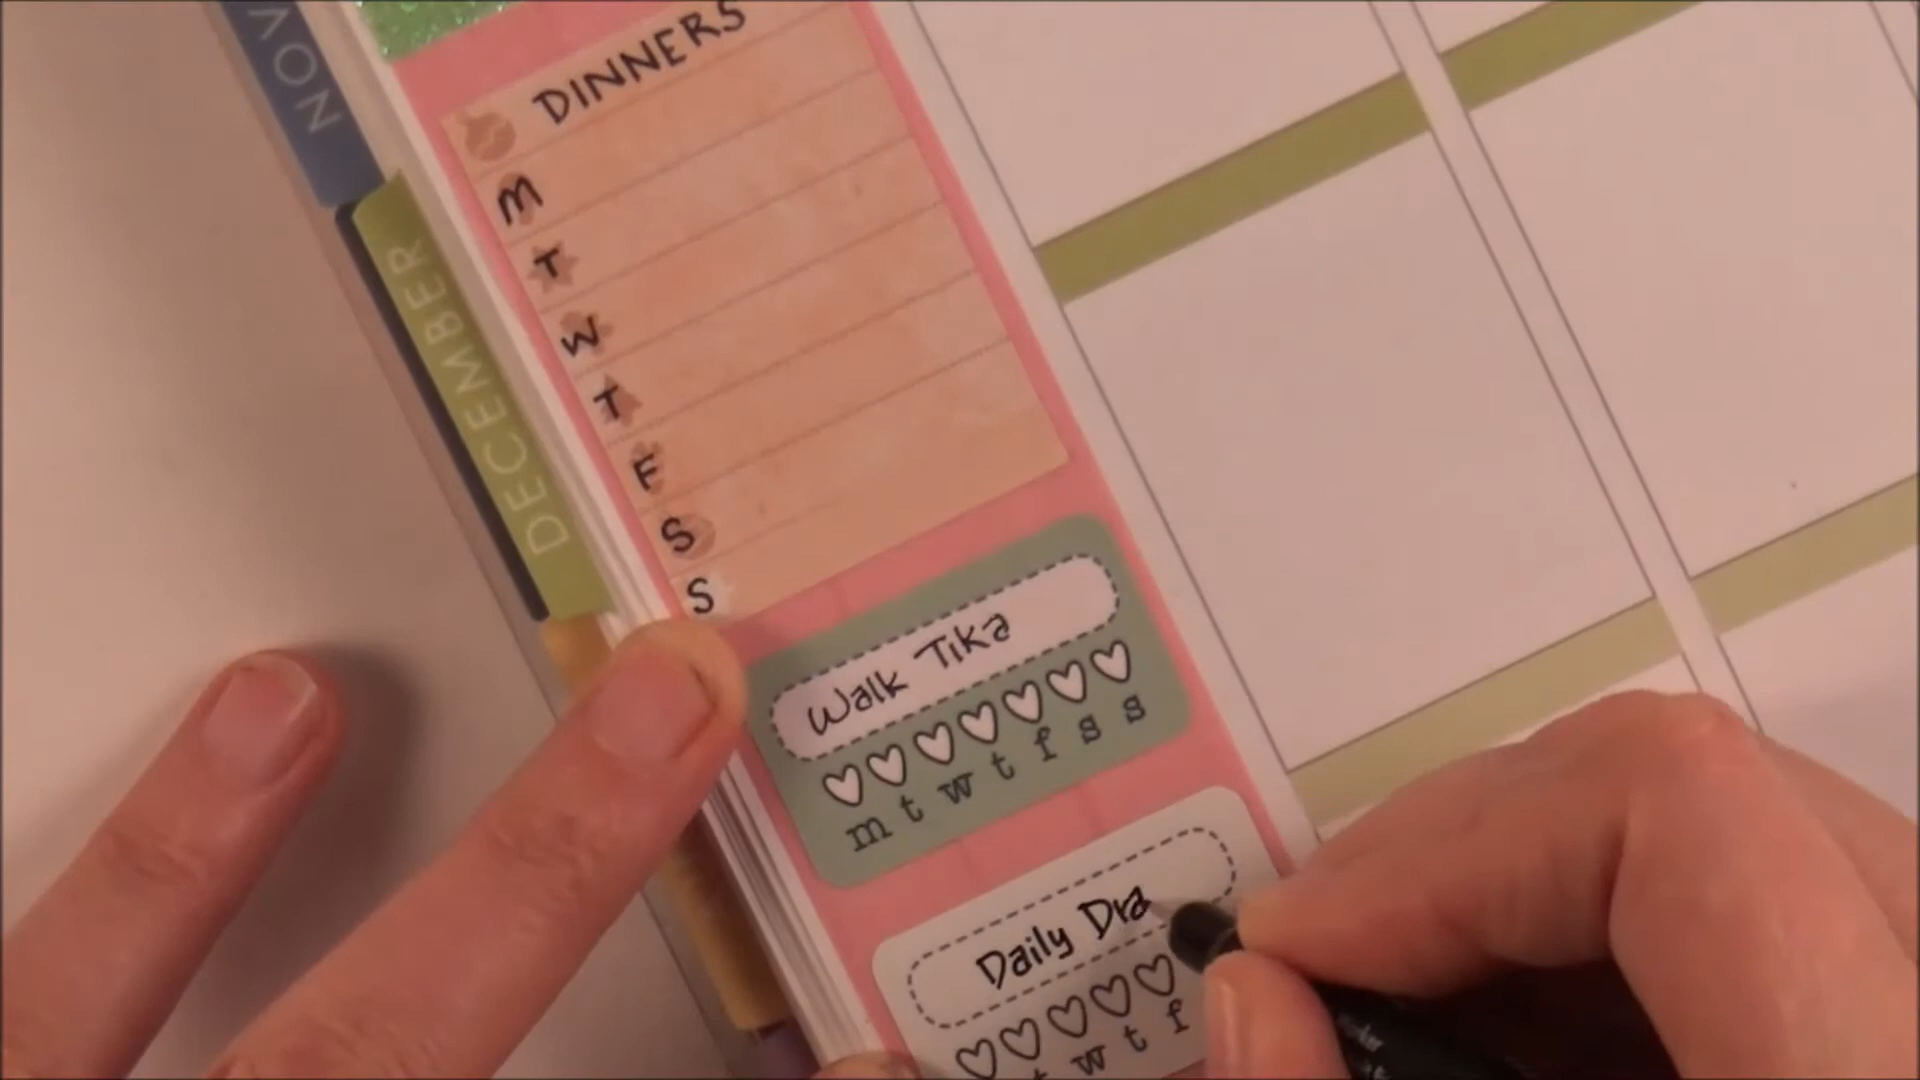 NOV
DECEMBER
DINNERS
M
T
W
T
F
S
S
Walk Tika
m t w t f s s
Daily Dra
t w t f